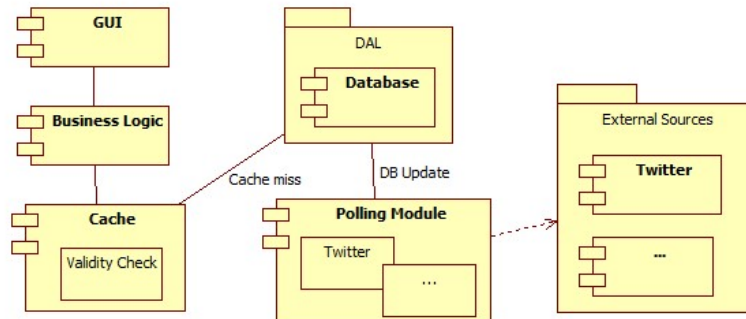 GUI
Business Logic
Cache
Validity Check
Cache miss
DAL
Database
DB Update
Polling Module
Twitter
...
External Sources
Twitter
...